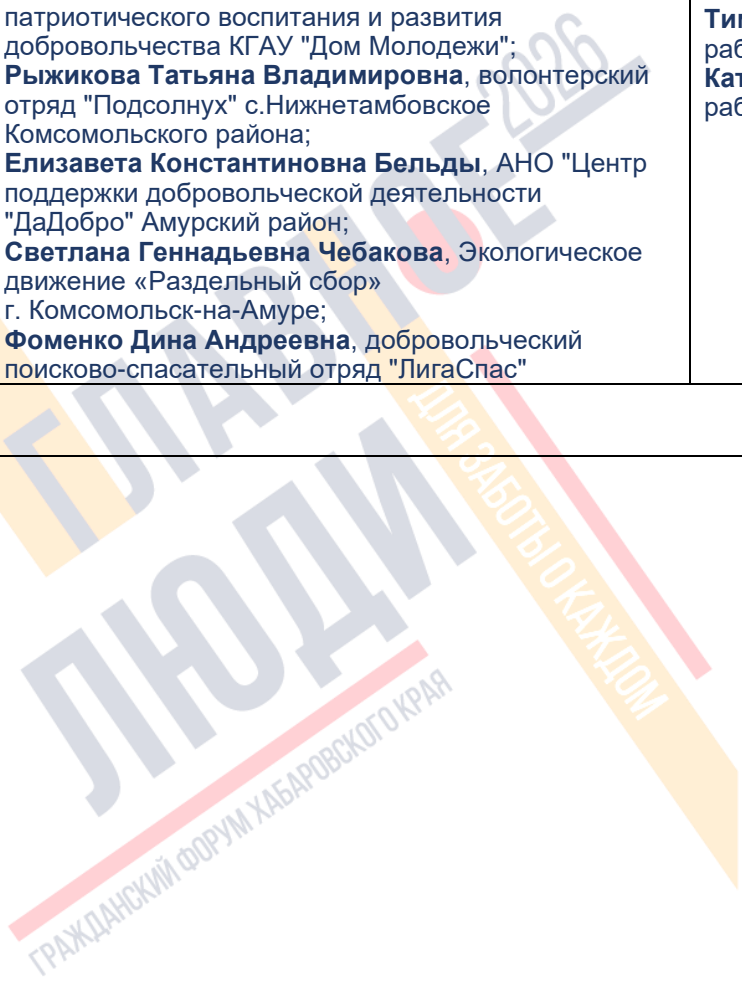 патриотического воспитания и развития
добровольчества КГАУ "Дом Молодежи";
Рыжикова Татьяна Владимировна, волонтерский
отряд "Подсолнух" с.Нижнетамбовское
Комсомольского района;
Елизавета Константиновна Бельды, АНО "Центр
поддержки добровольческой деятельности
"ДаДобро" Амурский район;
Светлана Геннадьевна Чебакова, Экологическое
движение «Раздельный сбор»
г. Комсомольск-на-Амуре;
Фоменко Дина Андреевна, добровольческий
поисково-спасательный отряд "ЛигаСпас"
ГЛАВНОЕ 2026
ЛЮДИ
ДЛЯ ЗАБОТЫ О КАЖДОМ
ГРАЖДАНСКИЙ ФОРУМ ХАБАРОВСКОГО КРАЯ